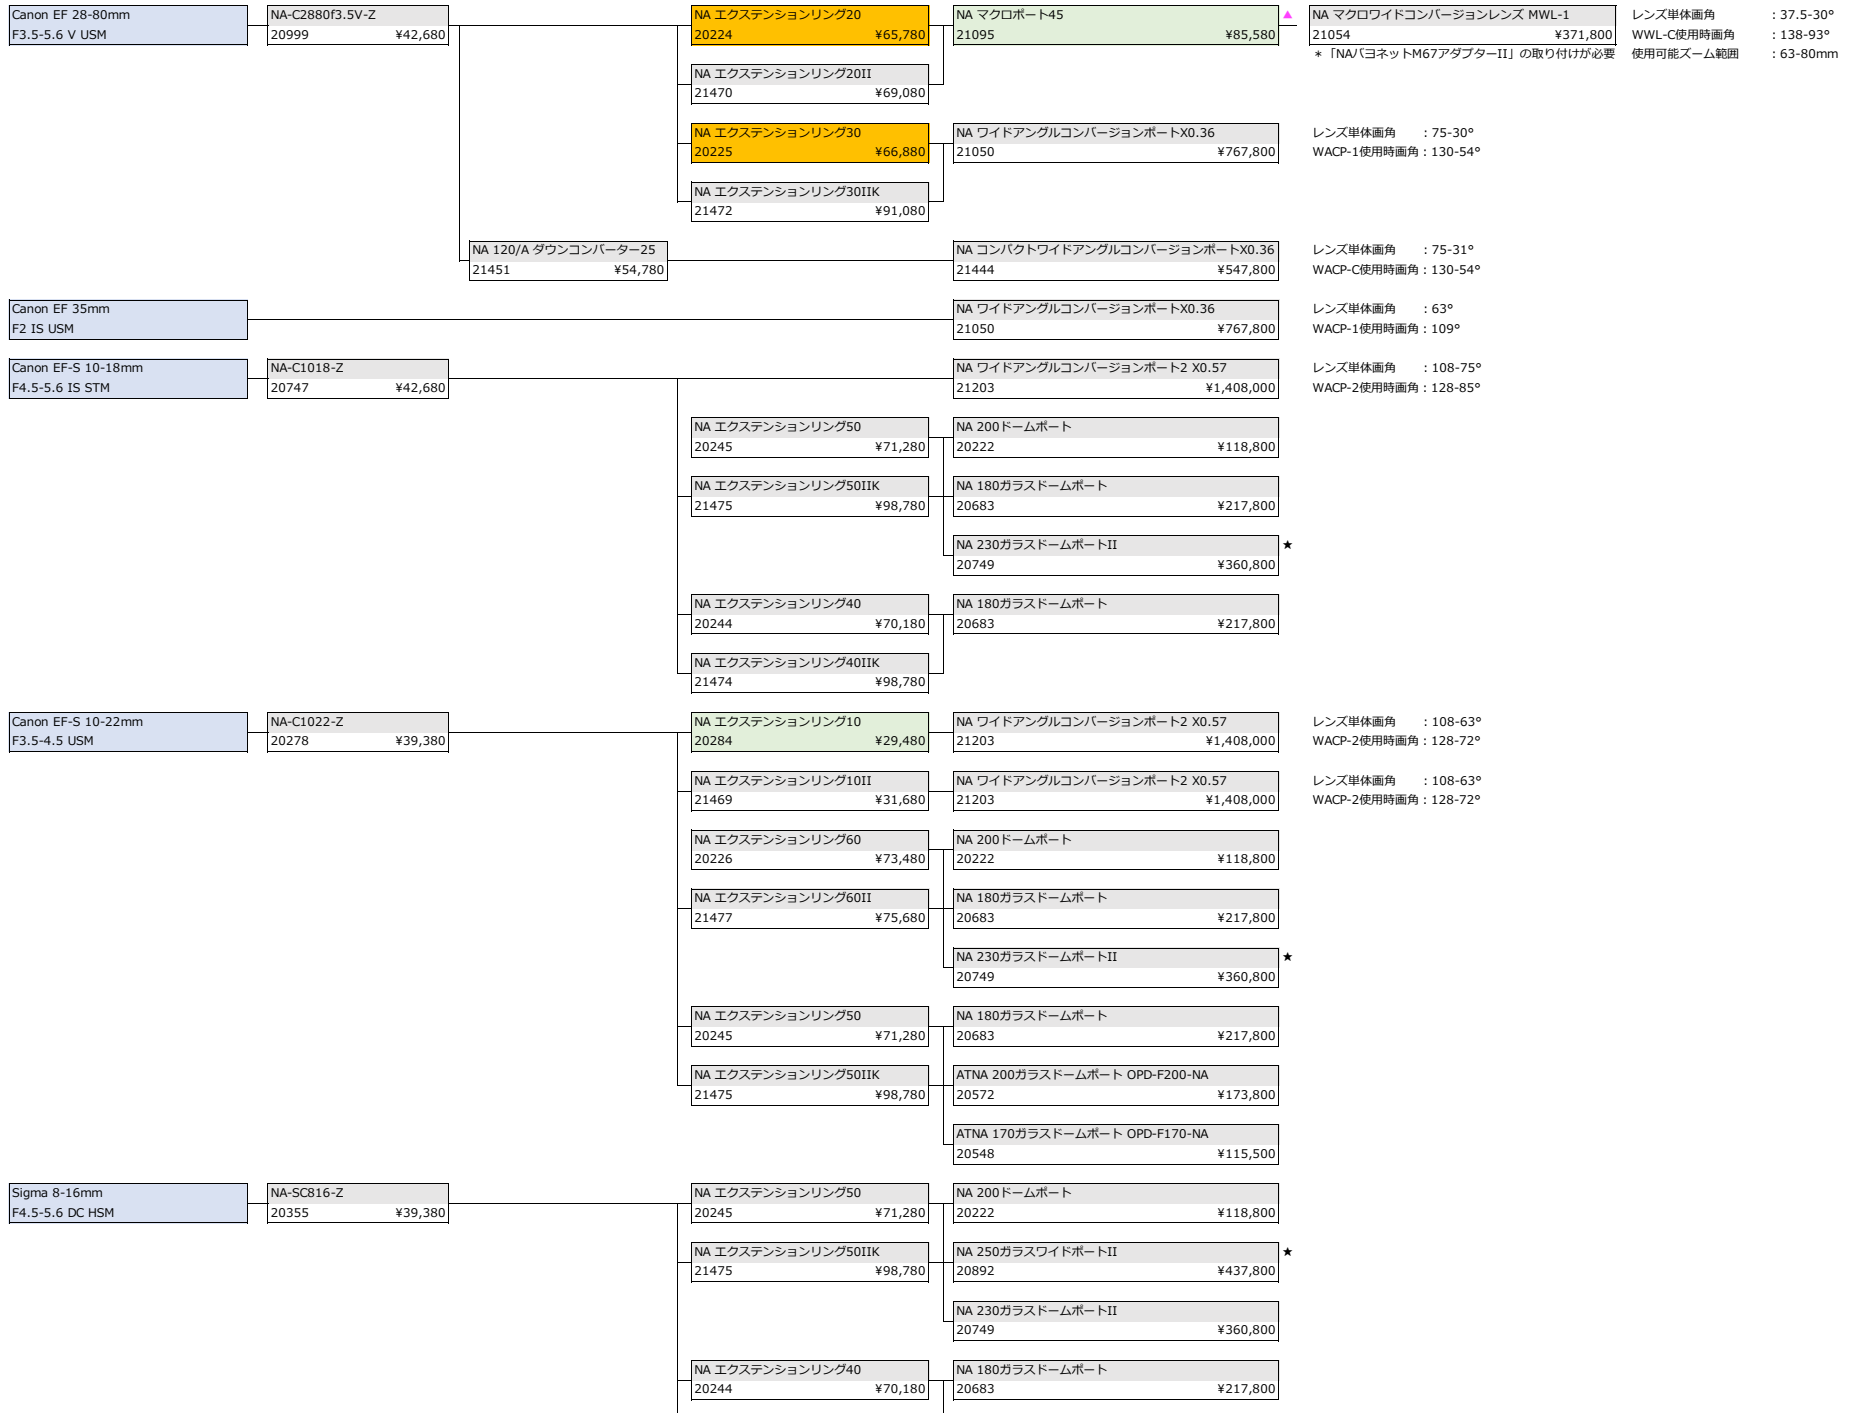 Canon EF 28-80mm
F3.5-5.6 V USM
NA-C2880f3.5V-Z
20999 ¥42,680
NA エクステンションリング20
20224 ¥65,780
NA マクロポート45
21095 ¥85,580
▲
NA マクロワイドコンバージョンレンズ MWL-1
21054 ¥371,800
*「NAバヨネットM67アダプターII」の取り付けが必要
レンズ単体画角 : 37.5-30°
WWL-C使用時画角 : 138-93°
使用可能ズーム範囲 : 63-80mm
NA エクステンションリング20II
21470 ¥69,080
NA エクステンションリング30
20225 ¥66,880
NA ワイドアングルコンバージョンポートX0.36
21050 ¥767,800
レンズ単体画角 : 75-30°
WACP-1使用時画角 : 130-54°
NA エクステンションリング30IIK
21472 ¥91,080
NA 120/A ダウンコンバーター25
21451 ¥54,780
NA コンパクトワイドアングルコンバージョンポートX0.36
21444 ¥547,800
レンズ単体画角 : 75-31°
WACP-C使用時画角 : 130-54°
Canon EF 35mm
F2 IS USM
NA ワイドアングルコンバージョンポートX0.36
21050 ¥767,800
レンズ単体画角 : 63°
WACP-1使用時画角 : 109°
Canon EF-S 10-18mm
F4.5-5.6 IS STM
NA-C1018-Z
20747 ¥42,680
NA ワイドアングルコンバージョンポート2 X0.57
21203 ¥1,408,000
レンズ単体画角 : 108-75°
WACP-2使用時画角 : 128-85°
NA エクステンションリング50
20245 ¥71,280
NA 200ドームポート
20222 ¥118,800
NA エクステンションリング50IIK
21475 ¥98,780
NA 180ガラスドームポート
20683 ¥217,800
NA 230ガラスドームポートII
20749 ¥360,800
★
NA エクステンションリング40
20244 ¥70,180
NA 180ガラスドームポート
20683 ¥217,800
NA エクステンションリング40IIK
21474 ¥98,780
Canon EF-S 10-22mm
F3.5-4.5 USM
NA-C1022-Z
20278 ¥39,380
NA エクステンションリング10
20284 ¥29,480
NA ワイドアングルコンバージョンポート2 X0.57
21203 ¥1,408,000
レンズ単体画角 : 108-63°
WACP-2使用時画角 : 128-72°
NA エクステンションリング10II
21469 ¥31,680
NA ワイドアングルコンバージョンポート2 X0.57
21203 ¥1,408,000
レンズ単体画角 : 108-63°
WACP-2使用時画角 : 128-72°
NA エクステンションリング60
20226 ¥73,480
NA 200ドームポート
20222 ¥118,800
NA エクステンションリング60II
21477 ¥75,680
NA 180ガラスドームポート
20683 ¥217,800
NA 230ガラスドームポートII
20749 ¥360,800
★
NA エクステンションリング50
20245 ¥71,280
NA 180ガラスドームポート
20683 ¥217,800
NA エクステンションリング50IIK
21475 ¥98,780
ATNA 200ガラスドームポート OPD-F200-NA
20572 ¥173,800
ATNA 170ガラスドームポート OPD-F170-NA
20548 ¥115,500
Sigma 8-16mm
F4.5-5.6 DC HSM
NA-SC816-Z
20355 ¥39,380
NA エクステンションリング50
20245 ¥71,280
NA 200ドームポート
20222 ¥118,800
NA エクステンションリング50IIK
21475 ¥98,780
NA 250ガラスワイドポートII
20892 ¥437,800
★
NA 230ガラスドームポートII
20749 ¥360,800
NA エクステンションリング40
20244 ¥70,180
NA 180ガラスドームポート
20683 ¥217,800